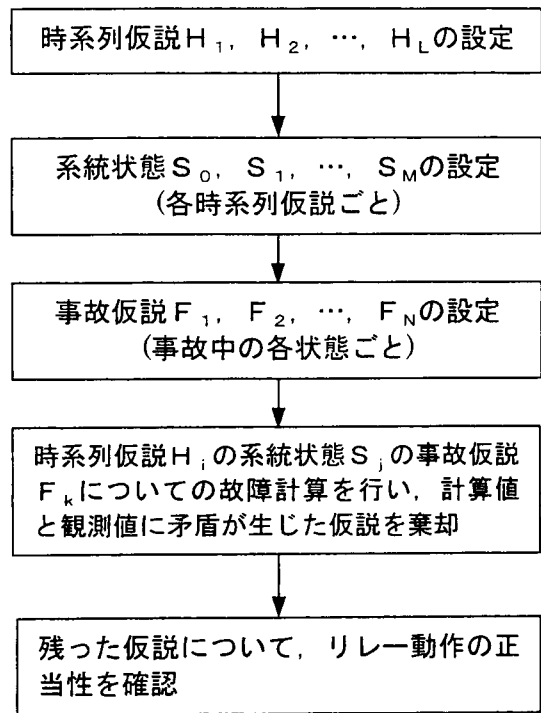 時系列仮説H₁，H₂，…，H_Lの設定
系統状態S₀，S₁，…，S_Mの設定
(各時系列仮説ごと)
事故仮説F₁，F₂，…，F_Nの設定
(事故中の各状態ごと)
時系列仮説Hᵢの系統状態Sⱼの事故仮説
Fₖについての故障計算を行い，計算値
と観測値に矛盾が生じた仮説を棄却
残った仮説について，リレー動作の正
当性を確認